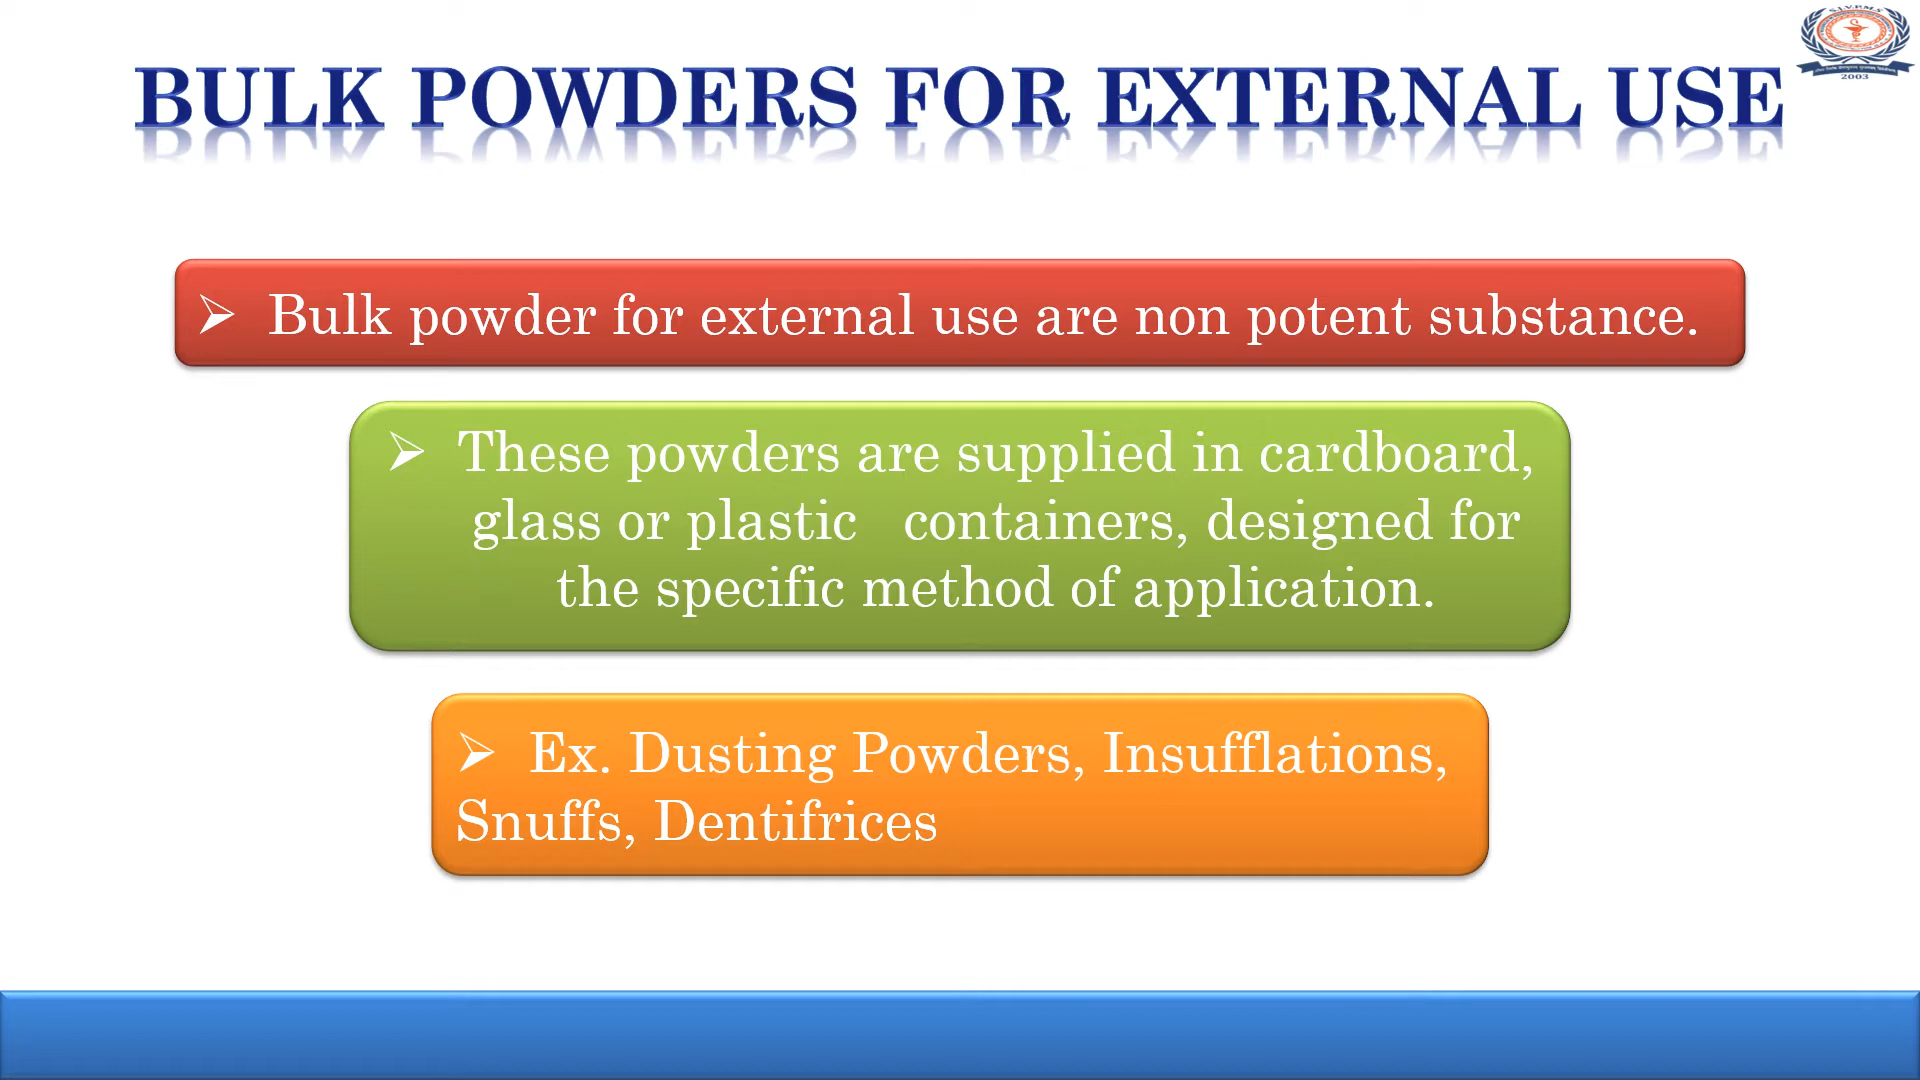 S.I.V.P.M.S
2003
BULK POWDERS FOR EXTERNAL USE
➢ Bulk powder for external use are non potent substance.
➢ These powders are supplied in cardboard,
glass or plastic containers, designed for
the specific method of application.
➢ Ex. Dusting Powders, Insufflations,
Snuffs, Dentifrices